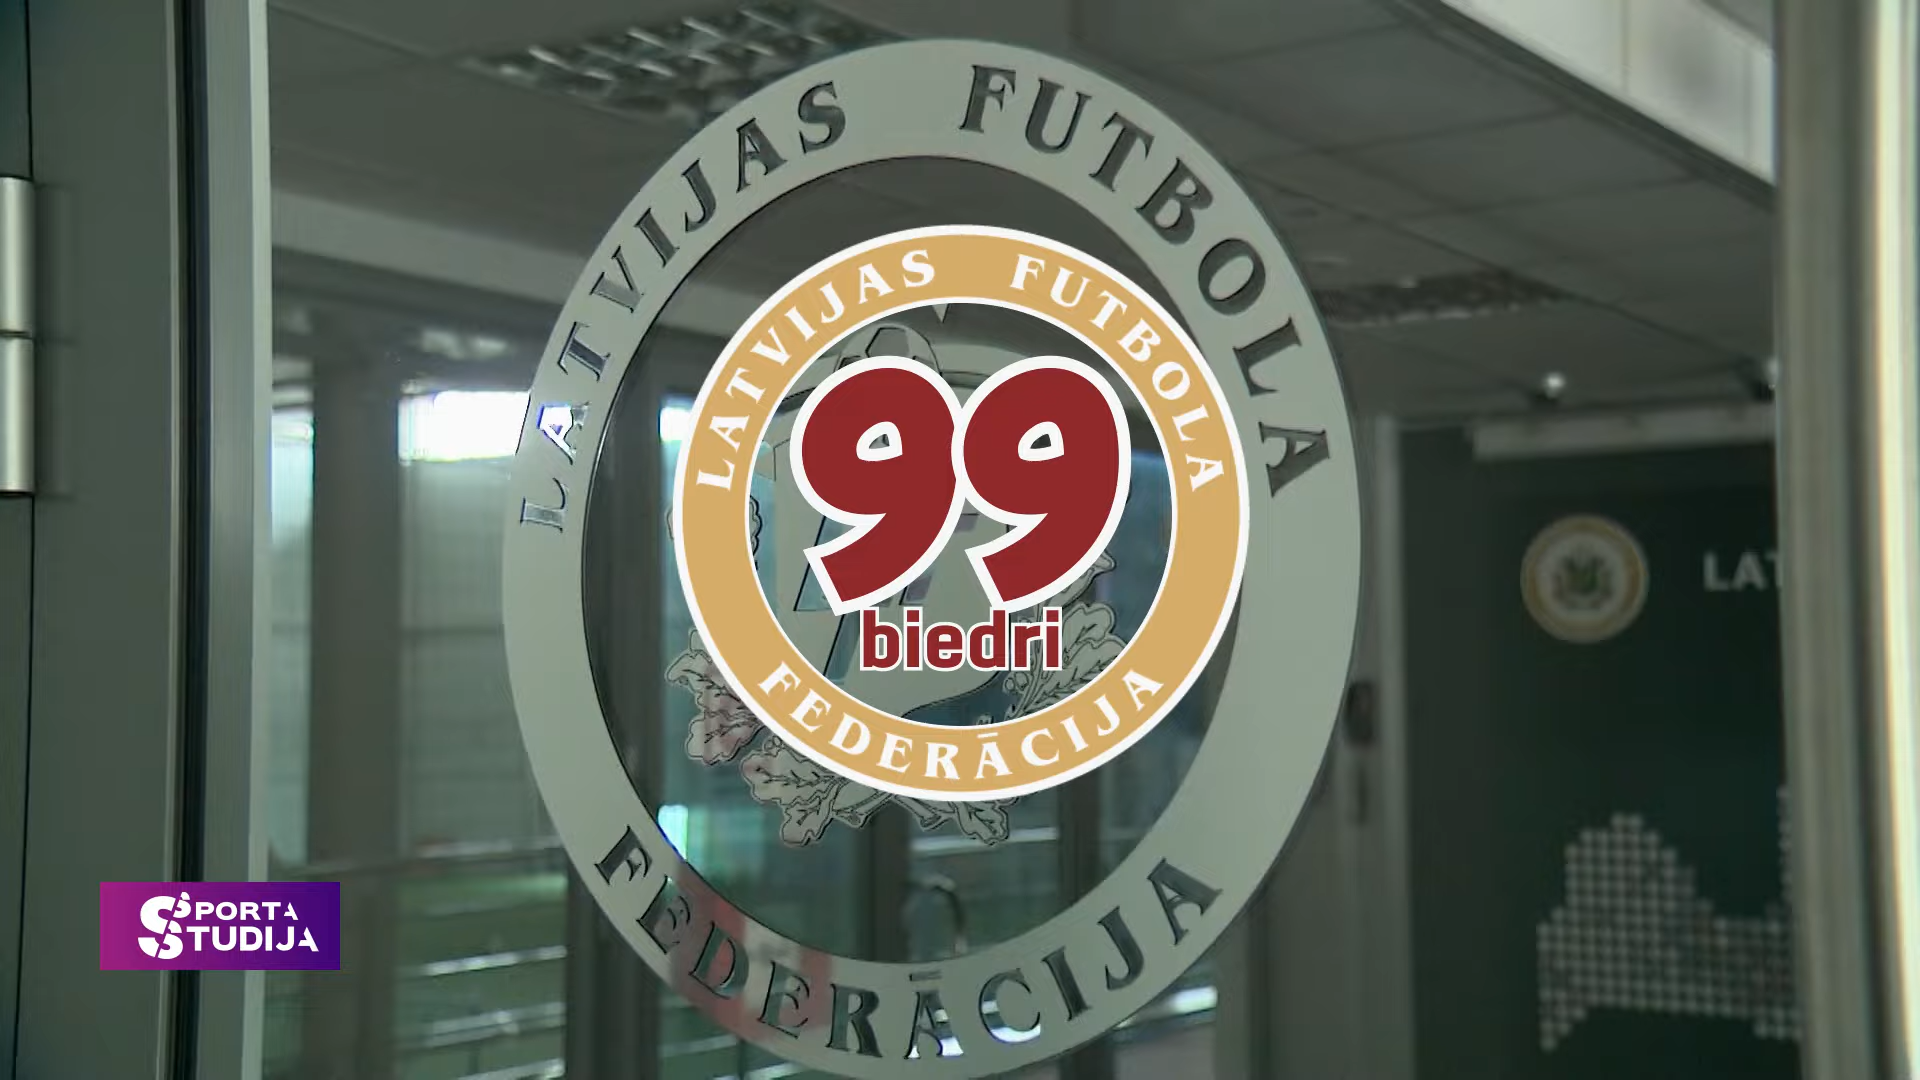 LATVIJAS FUTBOLA
FEDERĀCIJA
LATVIJAS FUTBOLA
99
biedri
FEDERĀCIJA
LAT
SPORTA
STUDIJA